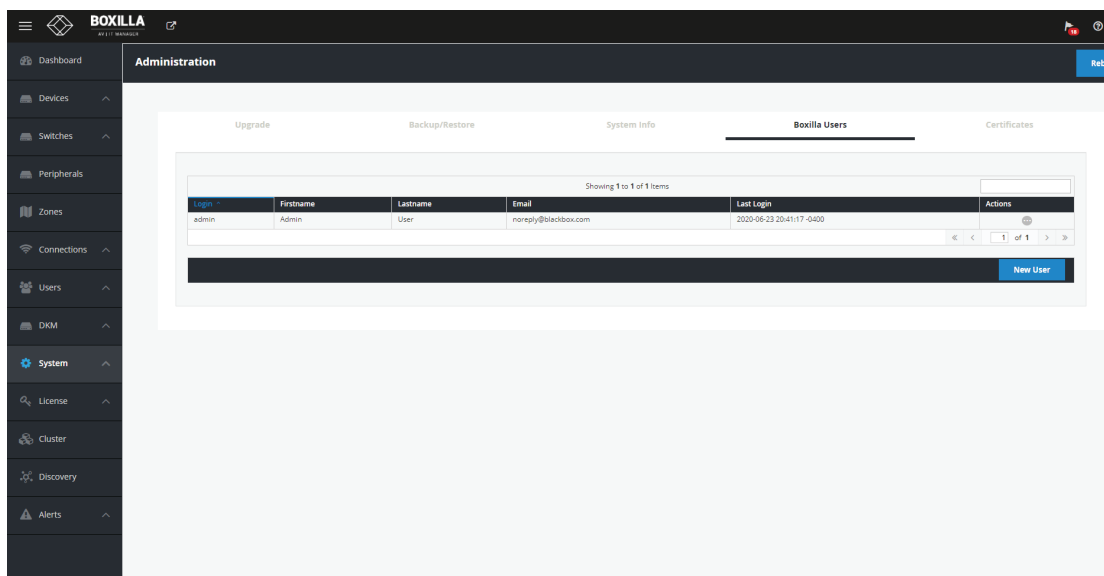 BOXILLA
AV | IT MANAGER
18
Dashboard
Administration
Reb
Devices
Upgrade
Backup/Restore
System Info
Boxilla Users
Certificates
Switches
Peripherals
Showing 1 to 1 of 1 Items
Login Firstname Lastname Email Last Login Actions
admin Admin User noreply@blackbox.com 2020-06-23 20:41:17 -0400
Zones
« < 1 of 1 > »
Connections
New User
Users
DKM
System
License
Cluster
Discovery
Alerts